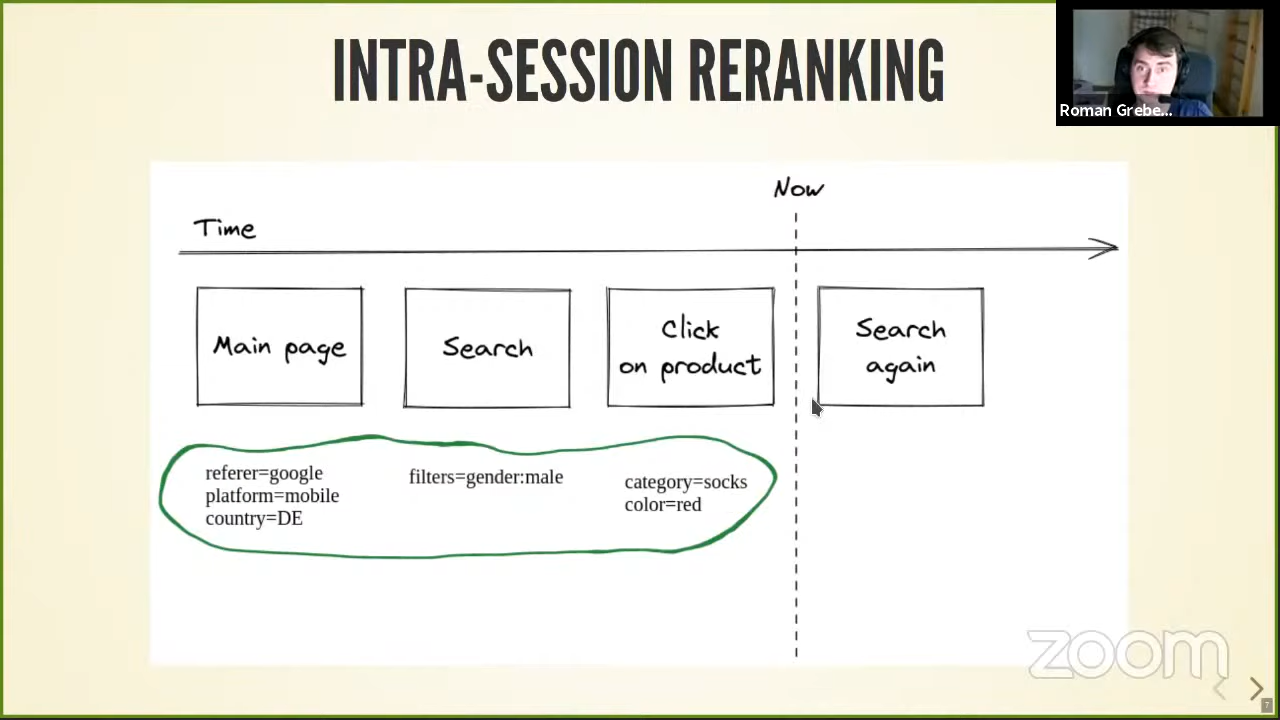 INTRA-SESSION RERANKING
Roman Grebe...
Now
Time
Main page
Search
Click
on product
Search
again
referer=google
platform=mobile
country=DE
filters=gender:male
category=socks
color=red
zoom
7